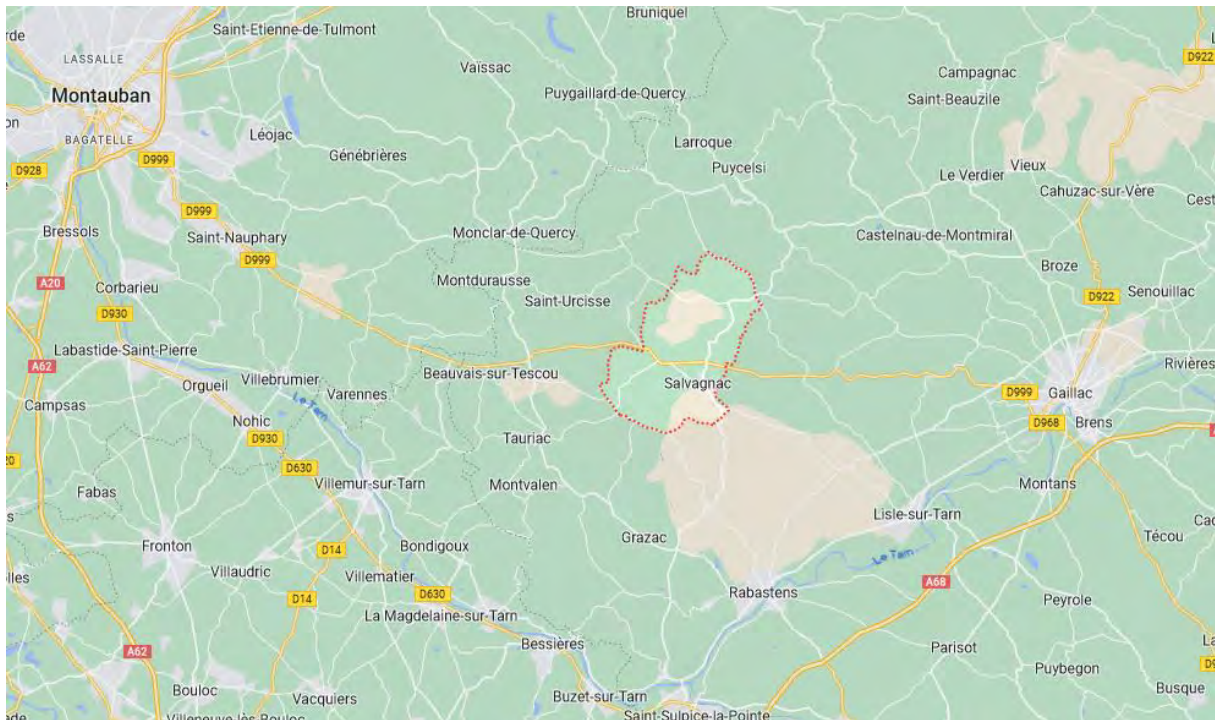 Bruniquel
Saint-Etienne-de-Tulmont
LASSALLE
D922
Vaïssac
Campagnac
Montauban
Puygaillard-de-Quercy
Saint-Beauzile
BAGATELLE
Léojac
D999
Larroque
Génébrières
D928
Puycelsi
Vieux
Le Verdier
Cahuzac-sur-Vère
D999
Bressols
Saint-Nauphary
Monclar-de-Quercy
Castelnau-de-Montmiral
D999
Broze
A20
Corbarieu
Montdurausse
Saint-Urcisse
D922
Senouillac
D930
Labastide-Saint-Pierre
A62
Rivières
Orgueil
Villebrumier
Beauvais-sur-Tescou
Salvagnac
Varennes
Le Tarn
D999
Gaillac
Campsas
Nohic
D968
Brens
D930
Tauriac
D630
Villemur-sur-Tarn
Montvalen
Montans
Fabas
Lisle-sur-Tarn
Grazac
Técou
Fronton
D14
Bondigoux
Le Tarn
Villaudric
Villematier
A68
D630
Rabastens
D14
Peyrole
La Magdelaine-sur-Tarn
Bessières
Parisot
A62
Puybegon
Bouloc
Vacquiers
Buzet-sur-Tarn
Busque
Villeneuve-lès-Bouloc
Saint-Sulpice-la-Pointe